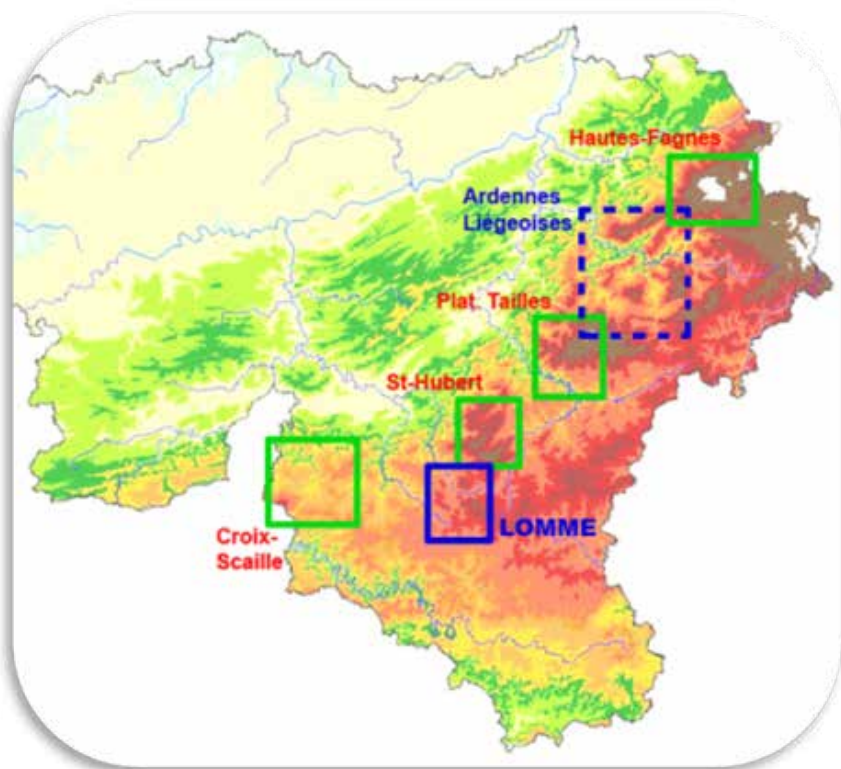 Hautes-Fagnes
Ardennes
Liégeoises
Plat. Tailles
St-Hubert
LOMME
Croix-
Scaille